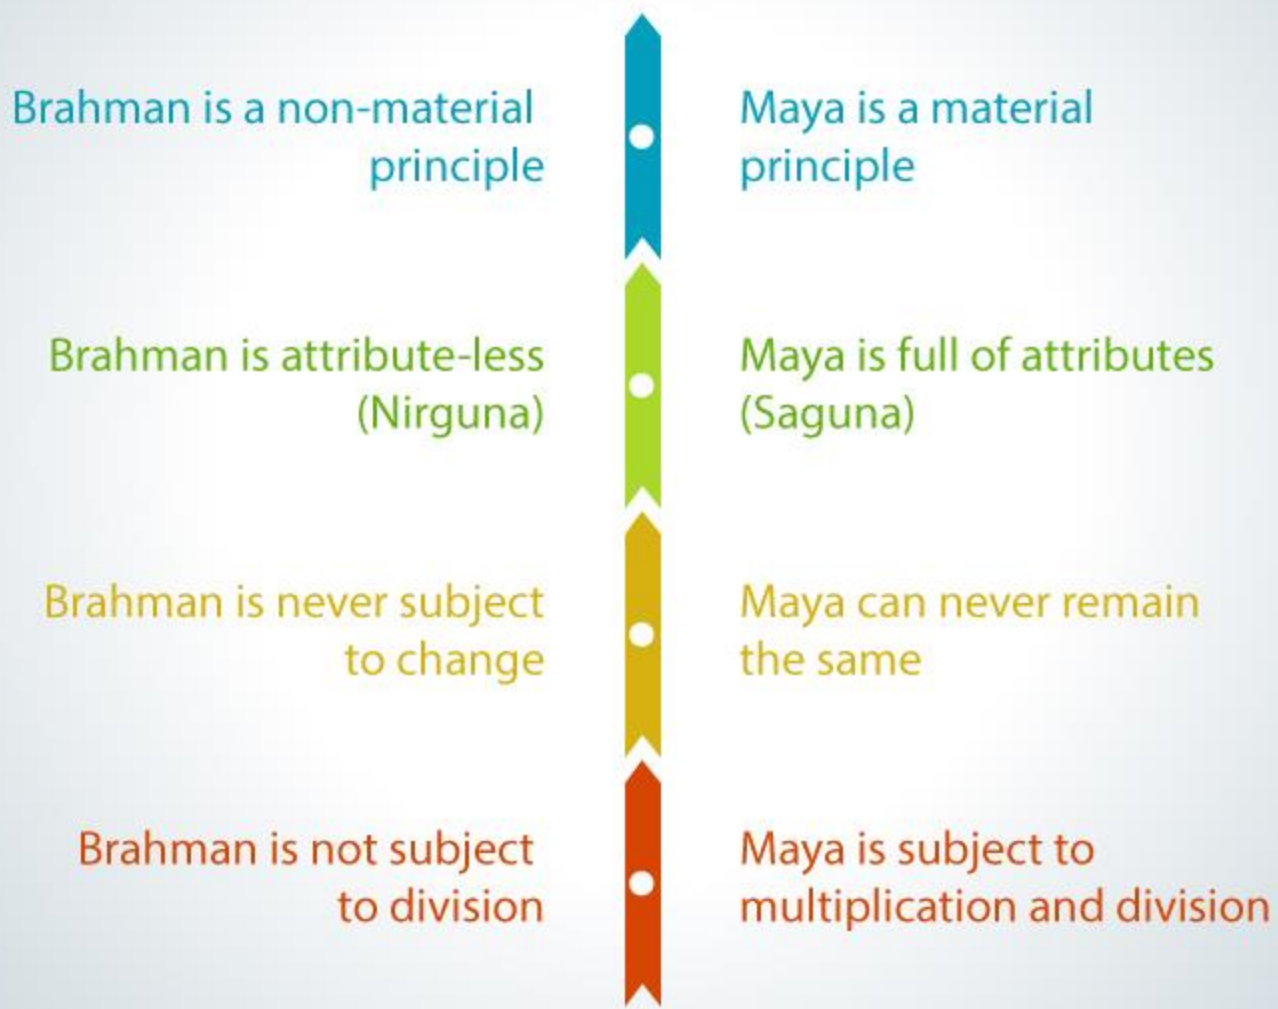 Brahman is a non-material
principle
Maya is a material
principle
Brahman is attribute-less
(Nirguna)
Maya is full of attributes
(Saguna)
Brahman is never subject
to change
Maya can never remain
the same
Brahman is not subject
to division
Maya is subject to
multiplication and division